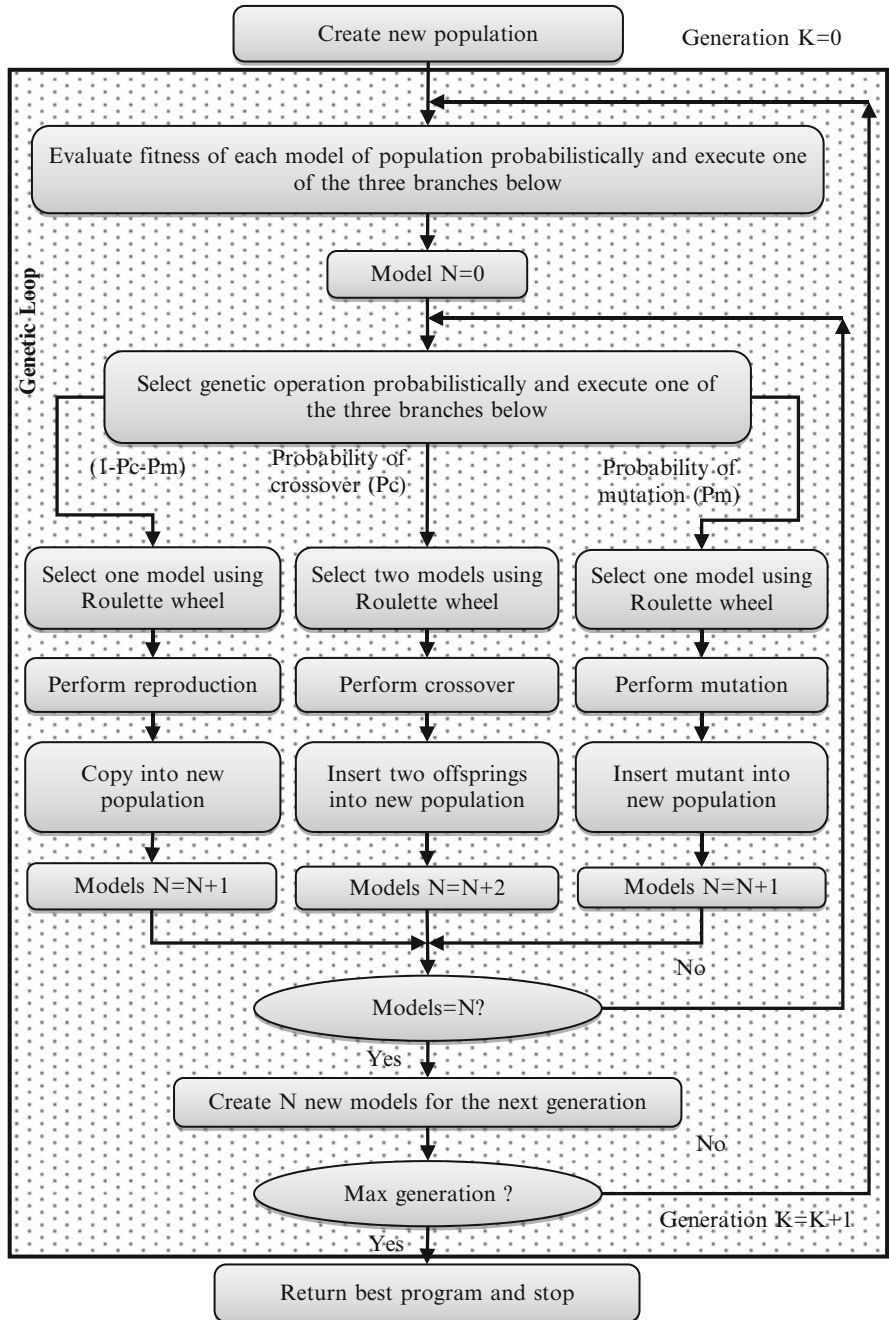 Create new population
Generation K=0
Evaluate fitness of each model of population probabilistically and execute one
of the three branches below
Model N=0
Genetic Loop
Select genetic operation probabilistically and execute one of
the three branches below
(1-Pc-Pm)
Probability of
crossover (Pc)
Probability of
mutation (Pm)
Select one model using
Roulette wheel
Select two models using
Roulette wheel
Select one model using
Roulette wheel
Perform reproduction
Perform crossover
Perform mutation
Copy into new
population
Insert two offsprings
into new population
Insert mutant into
new population
Models N=N+1
Models N=N+2
Models N=N+1
No
Models=N?
Yes
Create N new models for the next generation
No
Max generation ?
Generation K=K+1
Yes
Return best program and stop